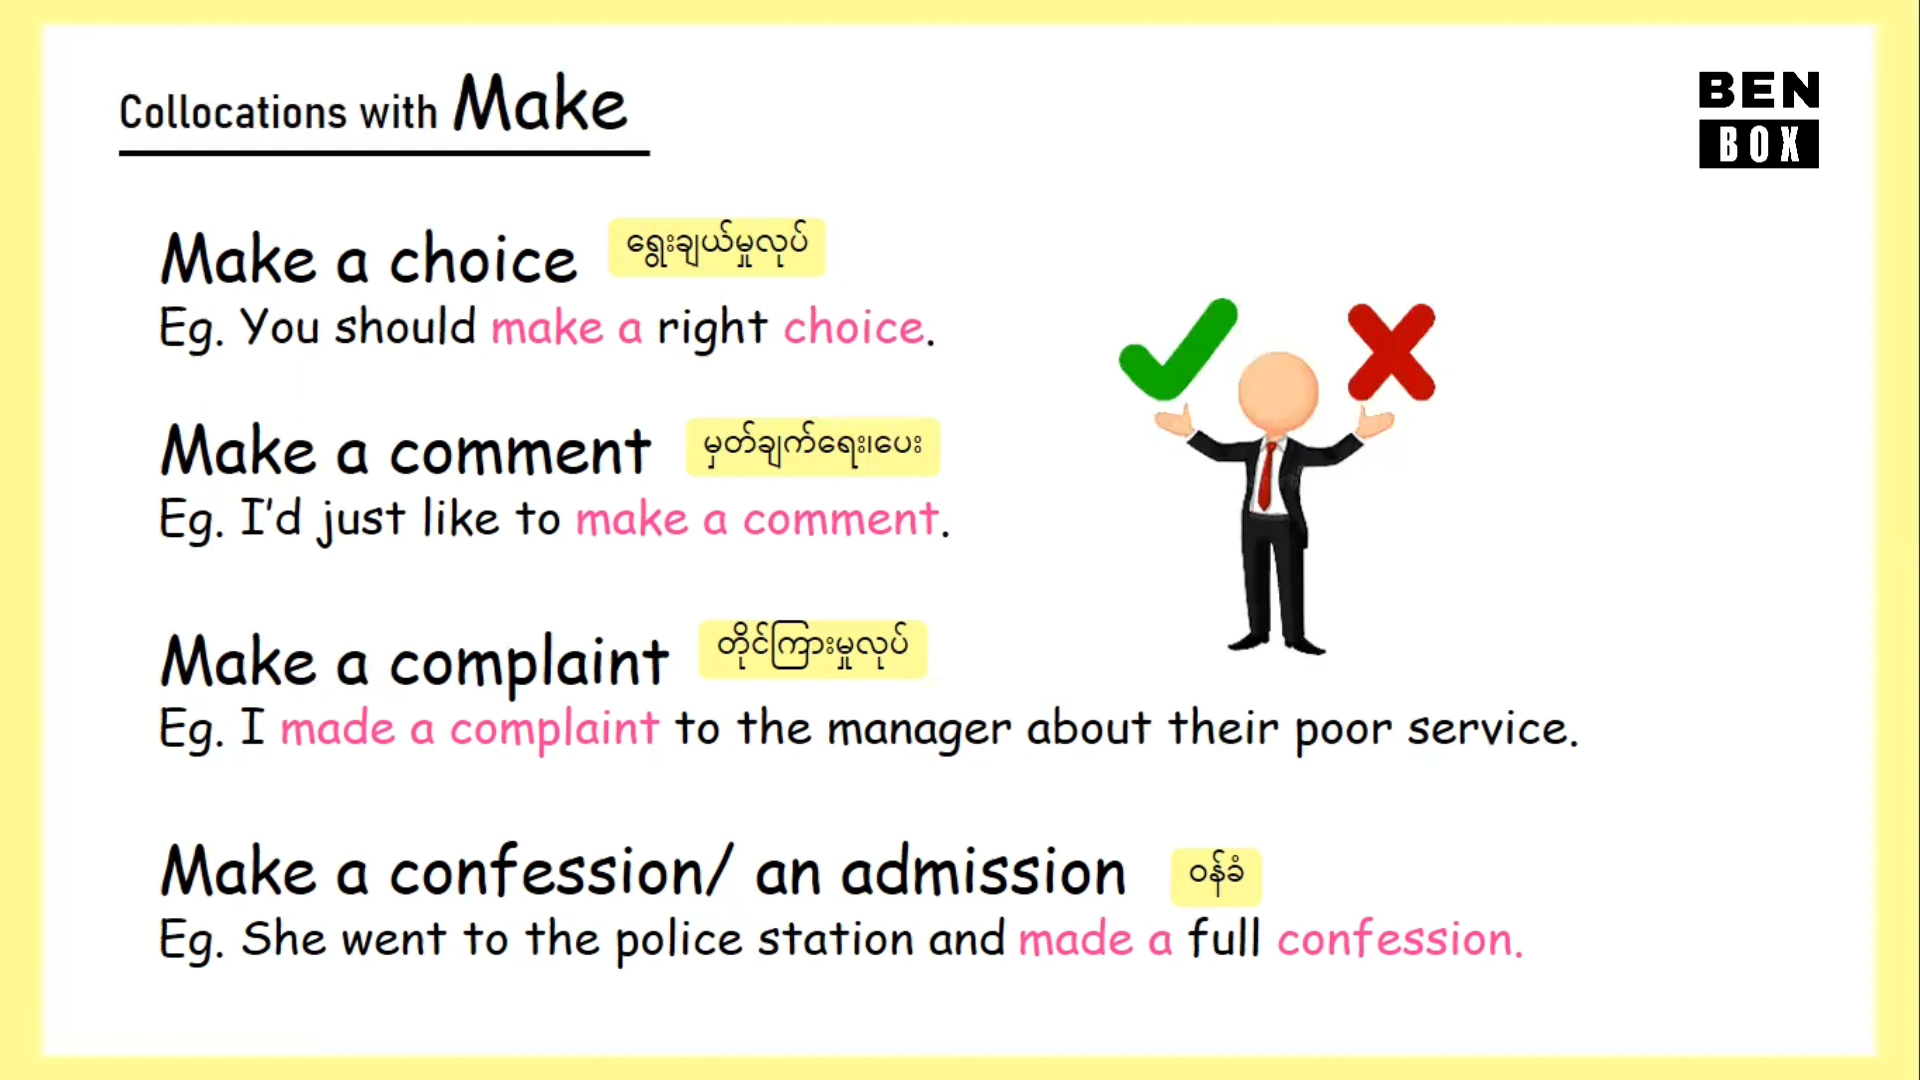 Collocations with Make
BEN
BOX
Make a choice ရွေးချယ်မှုလုပ်
Eg. You should make a right choice.
Make a comment မှတ်ချက်ရေး၊ပေး
Eg. I'd just like to make a comment.
Make a complaint တိုင်ကြားမှုလုပ်
Eg. I made a complaint to the manager about their poor service.
Make a confession/ an admission ဝန်ခံ
Eg. She went to the police station and made a full confession.